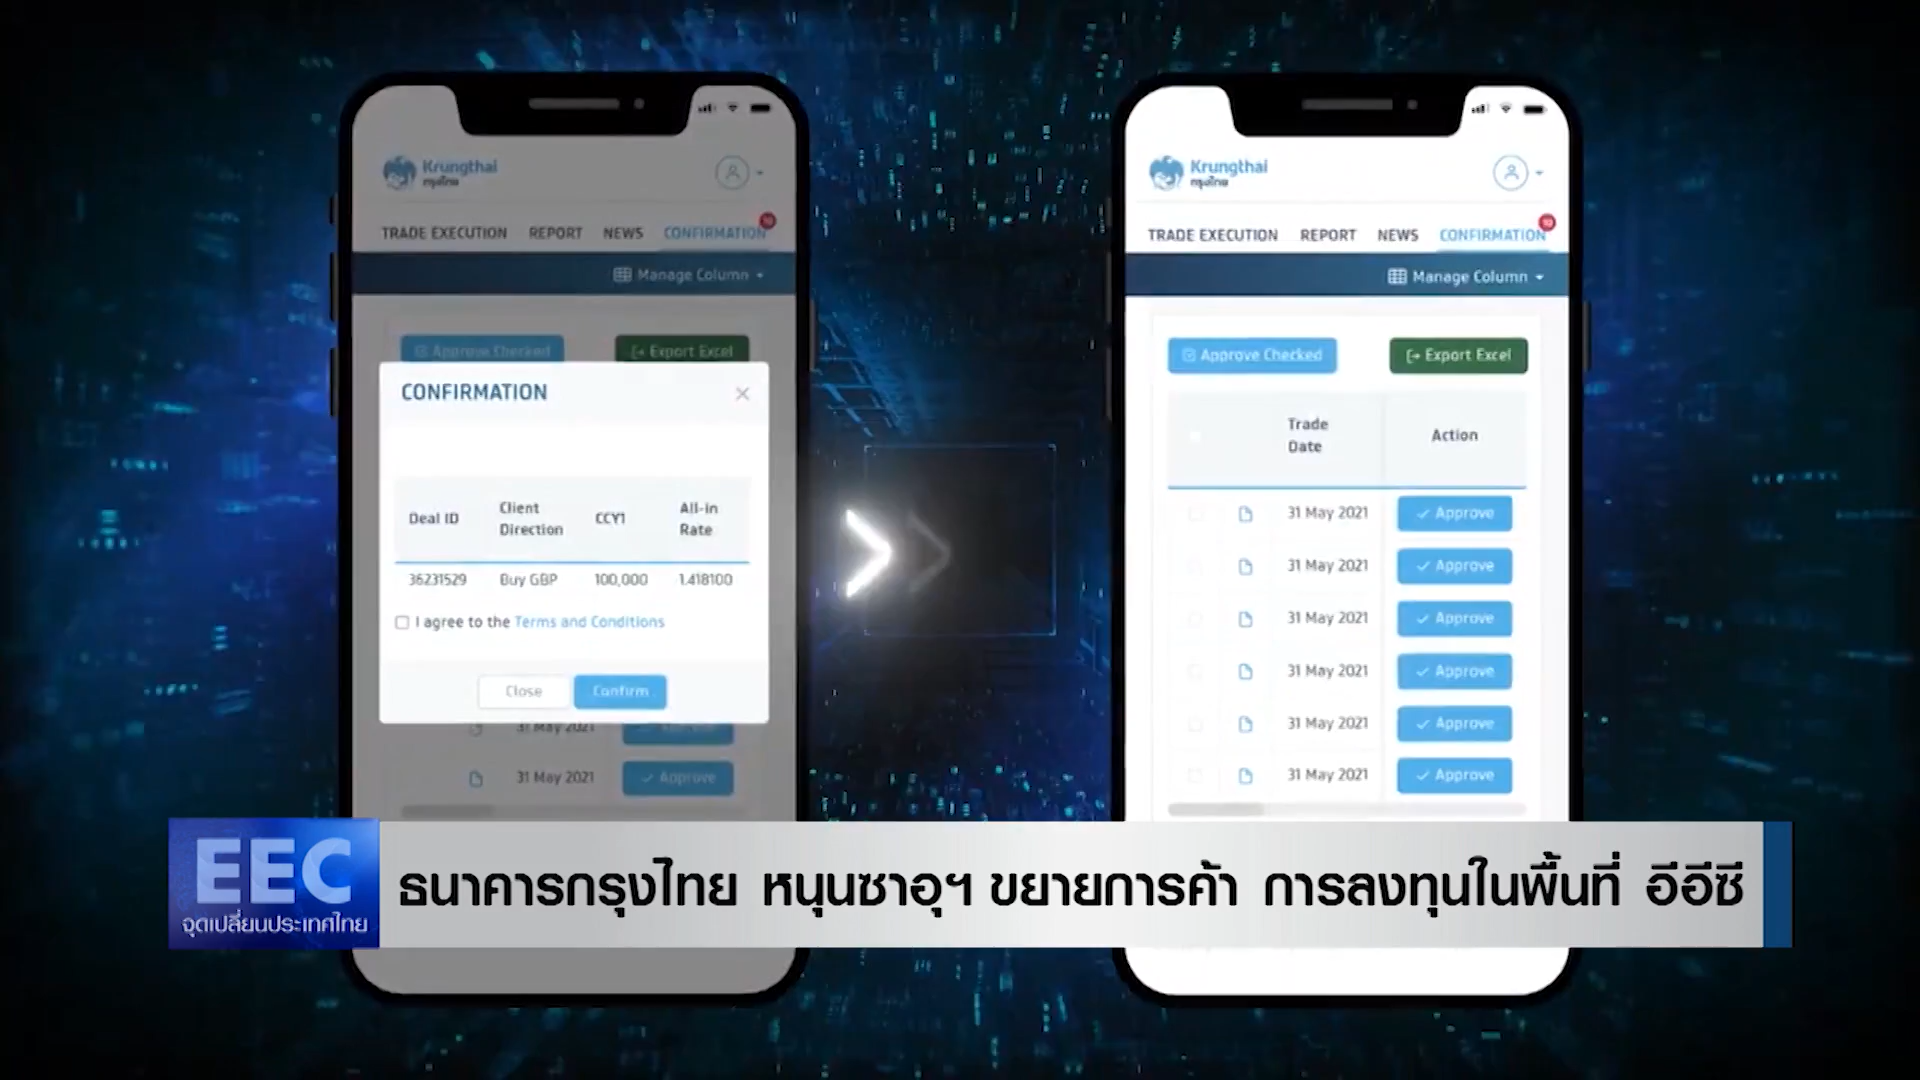 Krungthai
กรุงไทย
TRADE EXECUTION REPORT NEWS CONFIRMATION 10
Manage Column
Approve Checked Export Excel
CONFIRMATION
Deal ID Client Direction CCY1 All-in Rate
36231529 Buy GBP 100,000 1.418100
I agree to the Terms and Conditions
Close Confirm
31 May 2021
31 May 2021 Approve
Krungthai
กรุงไทย
TRADE EXECUTION REPORT NEWS CONFIRMATION 10
Manage Column
Approve Checked Export Excel
Trade Date Action
31 May 2021 Approve
31 May 2021 Approve
31 May 2021 Approve
31 May 2021 Approve
31 May 2021 Approve
31 May 2021 Approve
EEC
จุดเปลี่ยนประเทศไทย
ธนาคารกรุงไทย หนุนซาอุฯ ขยายการค้า การลงทุนในพื้นที่ อีอีซี